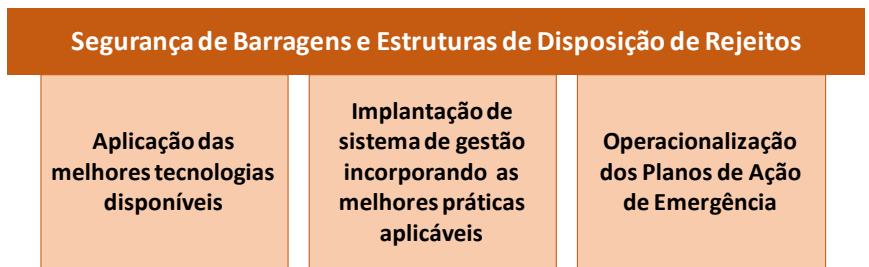 Segurança de Barragens e Estruturas de Disposição de Rejeitos
Aplicação das
melhores tecnologias
disponíveis
Implantação de
sistema de gestão
incorporando as
melhores práticas
aplicáveis
Operacionalização
dos Planos de Ação
de Emergência